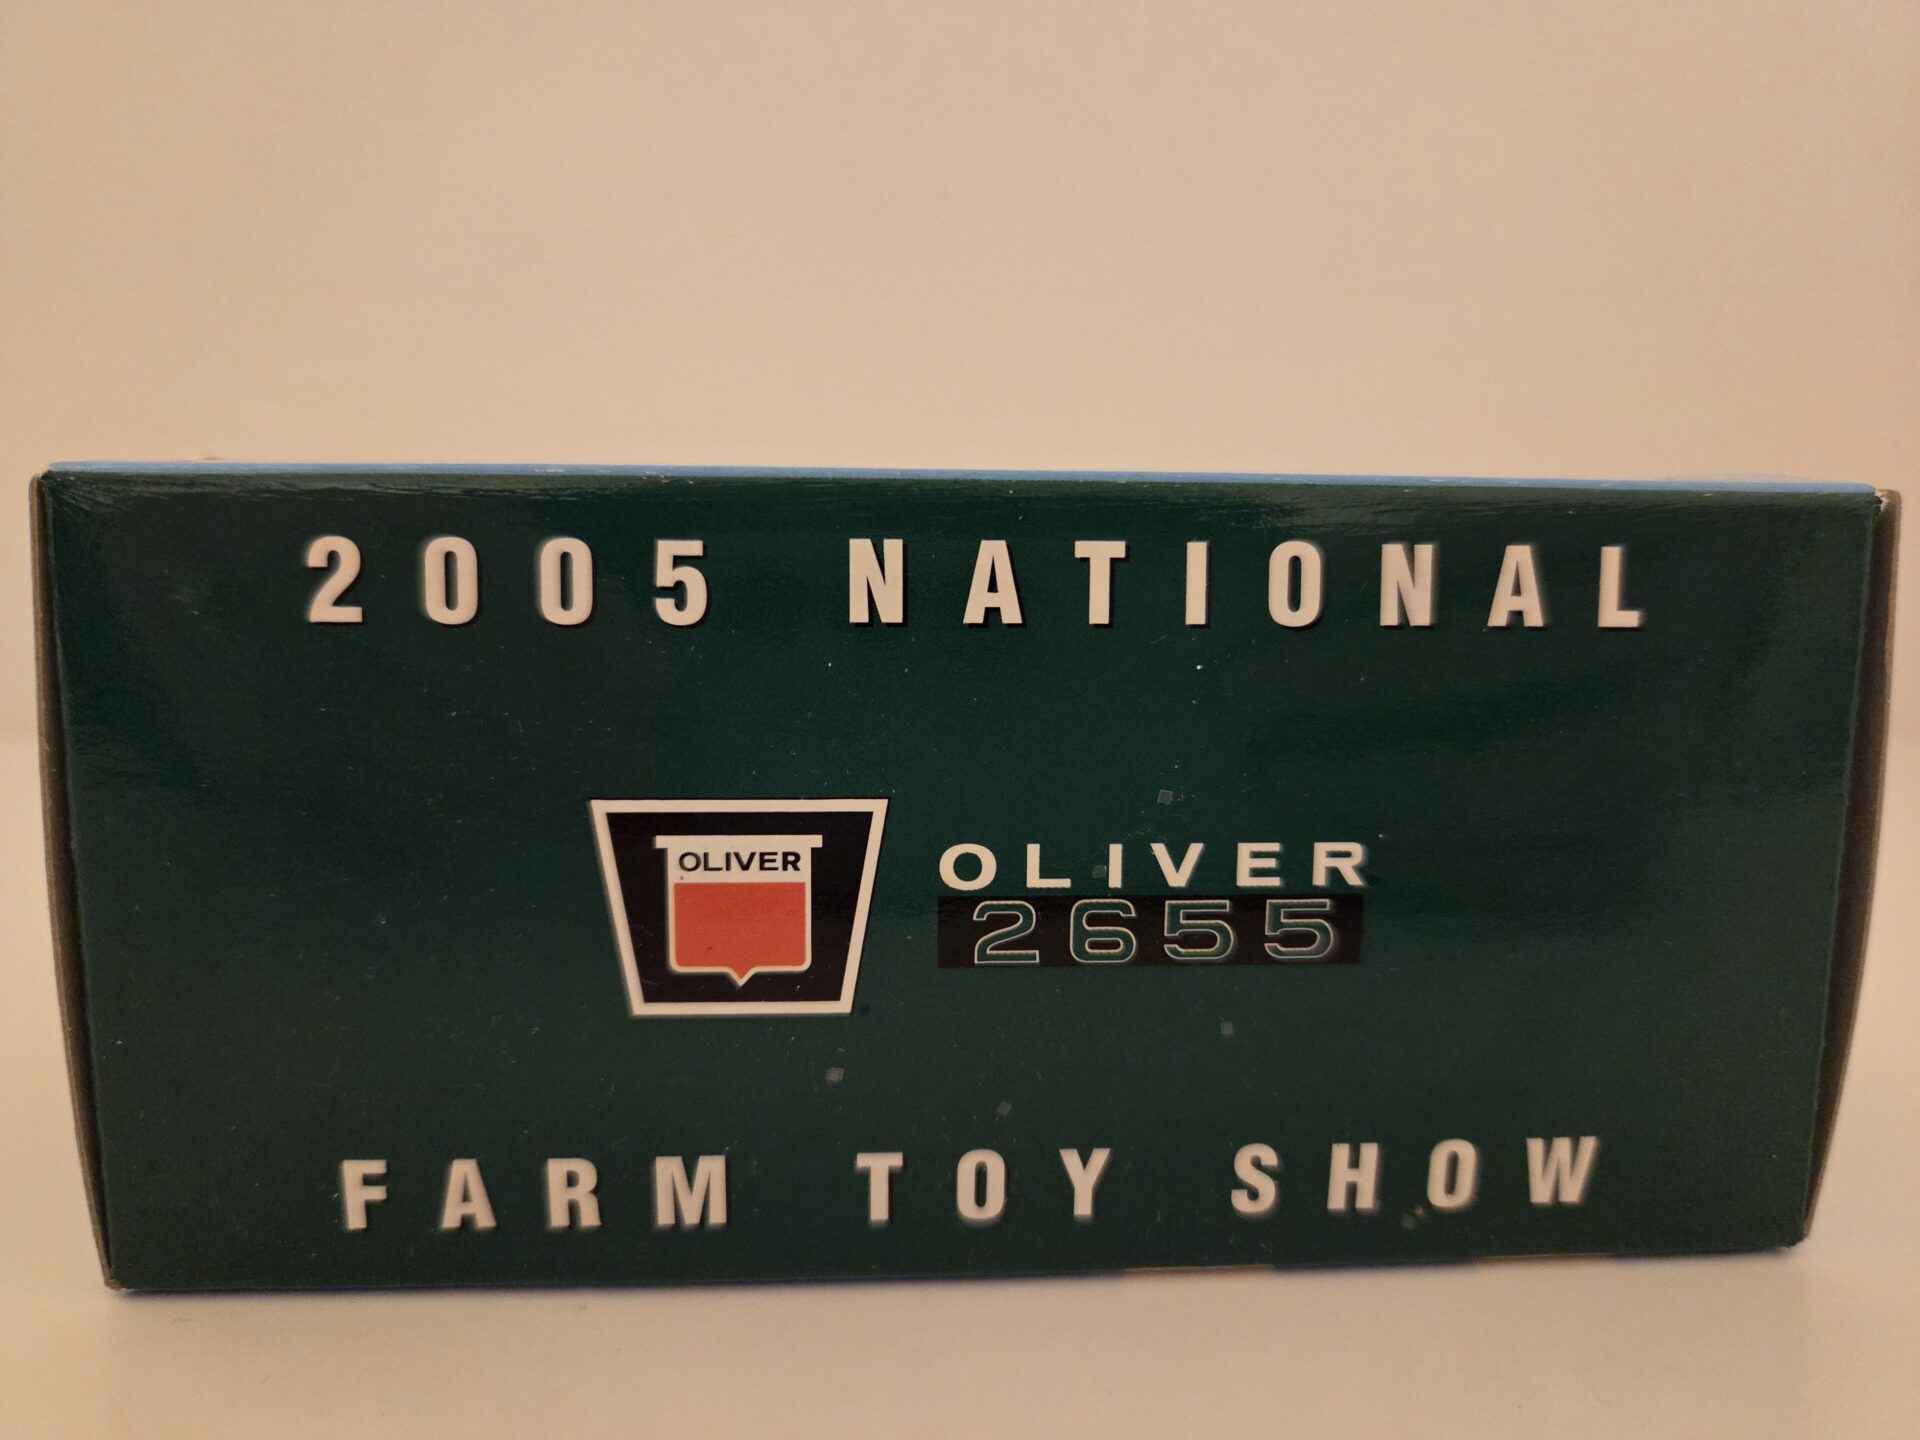 2005 NATIONAL
OLIVER
OLIVER
2655
FARM TOY SHOW